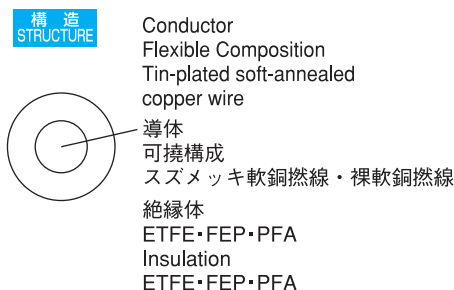 構造
STRUCTURE
Conductor
Flexible Composition
Tin-plated soft-annealed
copper wire
導体
可撓構成
スズメッキ軟銅撚線・裸軟銅撚線
絶縁体
ETFE・FEP・PFA
Insulation
ETFE・FEP・PFA